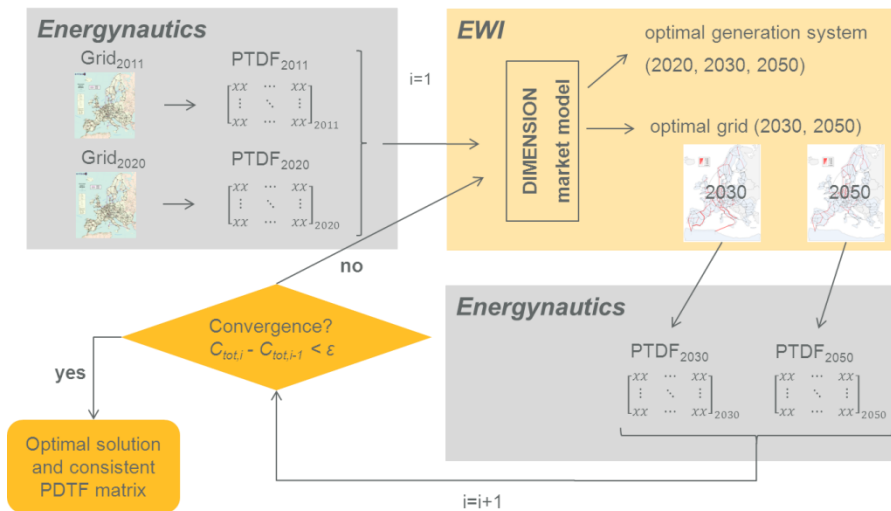 Energynautics
Grid2011
PTDF2011
[xx ⋯ xx
⋮ ⋱ ⋮
xx ⋯ xx]2011
Grid2020
PTDF2020
[xx ⋯ xx
⋮ ⋱ ⋮
xx ⋯ xx]2020
i=1
EWI
DIMENSION
market model
optimal generation system
(2020, 2030, 2050)
optimal grid (2030, 2050)
2030
2050
no
Convergence?
Ctot,i - Ctot,i-1 < ε
yes
Optimal solution
and consistent
PDTF matrix
Energynautics
PTDF2030
[xx ⋯ xx
⋮ ⋱ ⋮
xx ⋯ xx]2030
PTDF2050
[xx ⋯ xx
⋮ ⋱ ⋮
xx ⋯ xx]2050
i=i+1